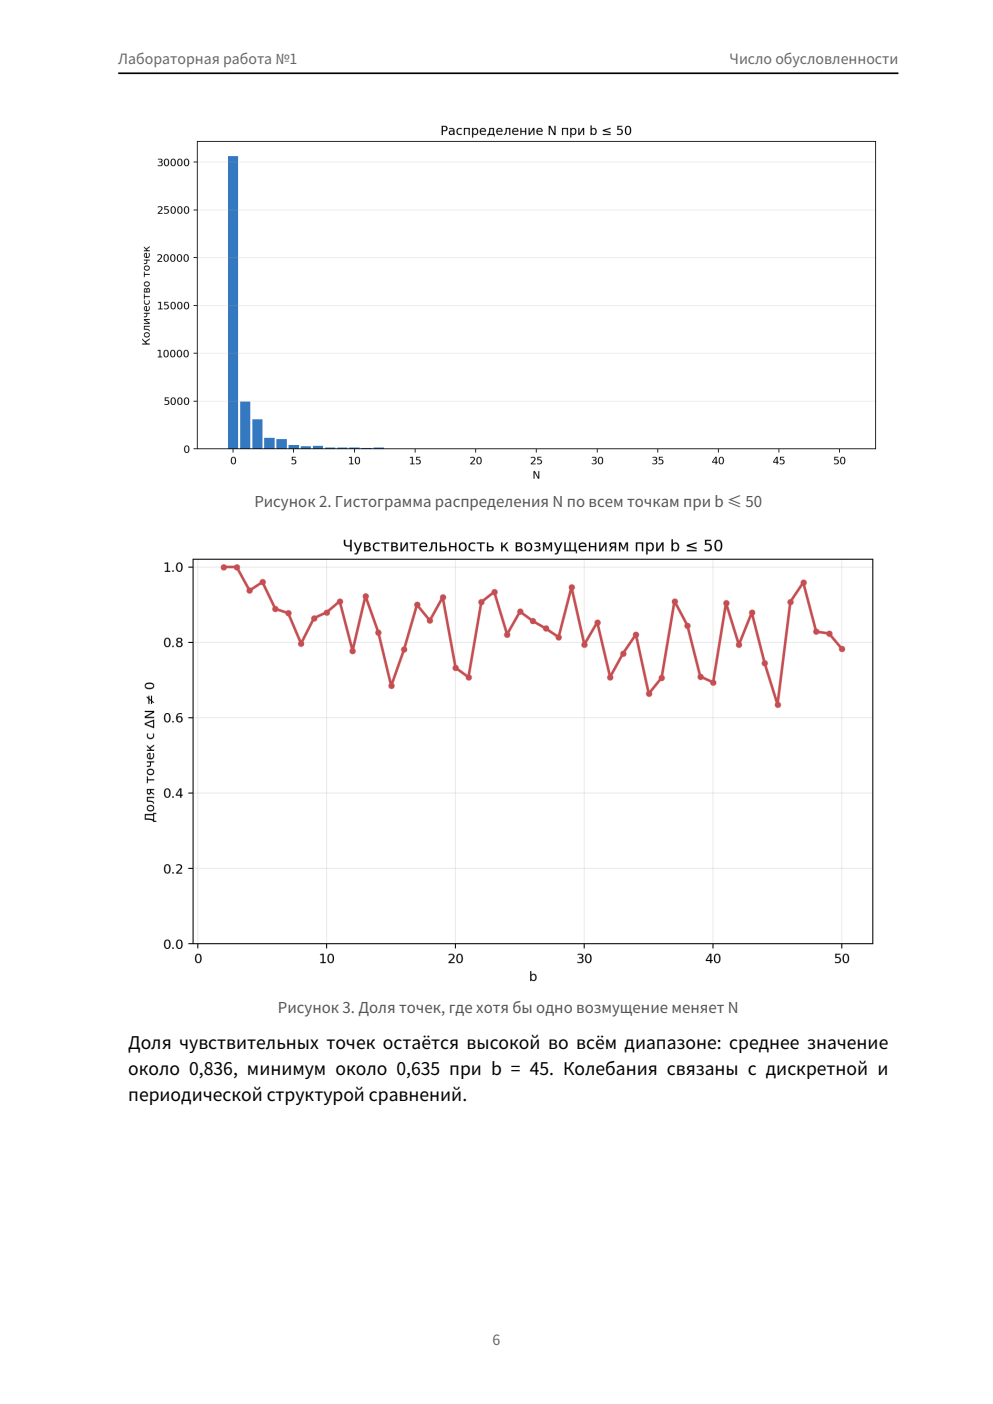 Лабораторная работа №1 Число обусловленности
Распределение N при b ≤ 50
Количество точек
30000
25000
20000
15000
10000
5000
0
0 5 10 15 20 25 30 35 40 45 50
N
Рисунок 2. Гистограмма распределения N по всем точкам при b ⩽ 50
Чувствительность к возмущениям при b ≤ 50
Доля точек с ΔN ≠ 0
1.0
0.8
0.6
0.4
0.2
0.0
0 10 20 30 40 50
b
Рисунок 3. Доля точек, где хотя бы одно возмущение меняет N
Доля чувствительных точек остаётся высокой во всём диапазоне: среднее значение
около 0,836, минимум около 0,635 при b = 45. Колебания связаны с дискретной и
периодической структурой сравнений.
6